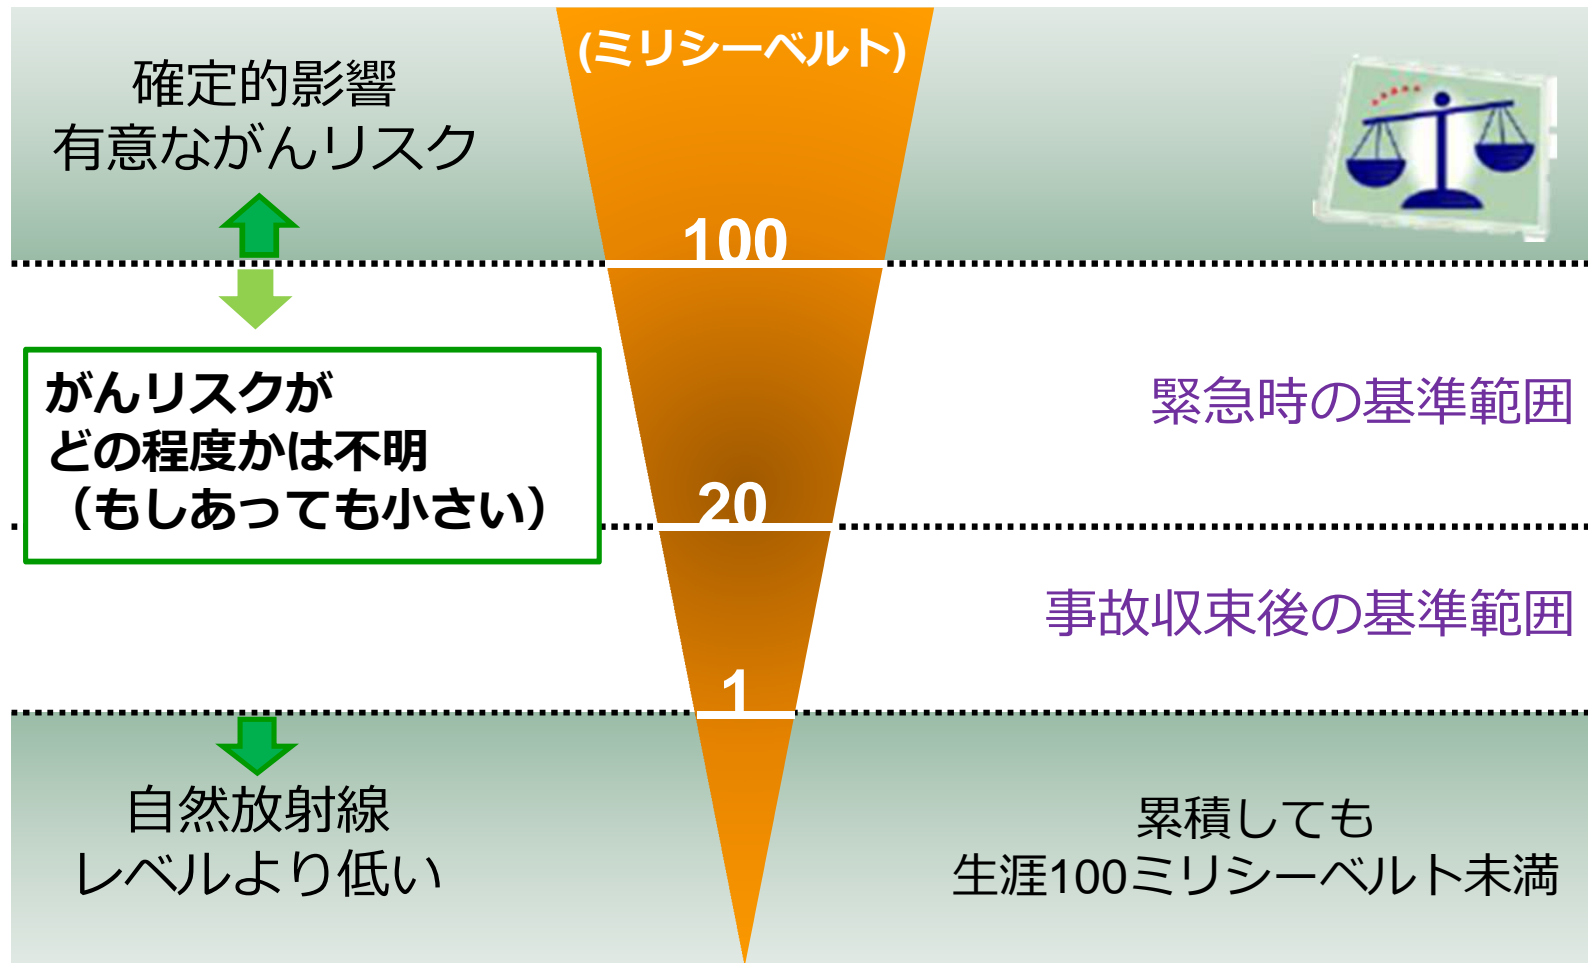 (ミリシーベルト)
確定的影響
有意ながんリスク
100
がんリスクが
どの程度かは不明
（もしあっても小さい）
緊急時の基準範囲
20
事故収束後の基準範囲
1
自然放射線
レベルより低い
累積しても
生涯100ミリシーベルト未満